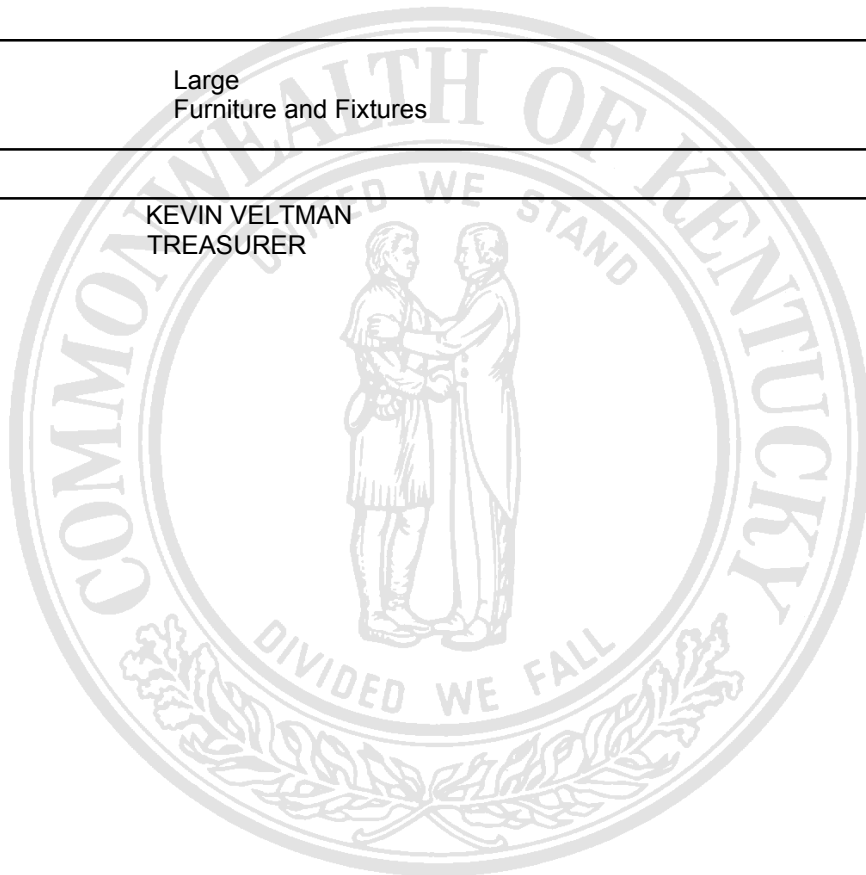 Large
Furniture and Fixtures
KEVIN VELTMAN
TREASURER
COMMONWEALTH OF KENTUCKY
UNITED WE STAND
DIVIDED WE FALL